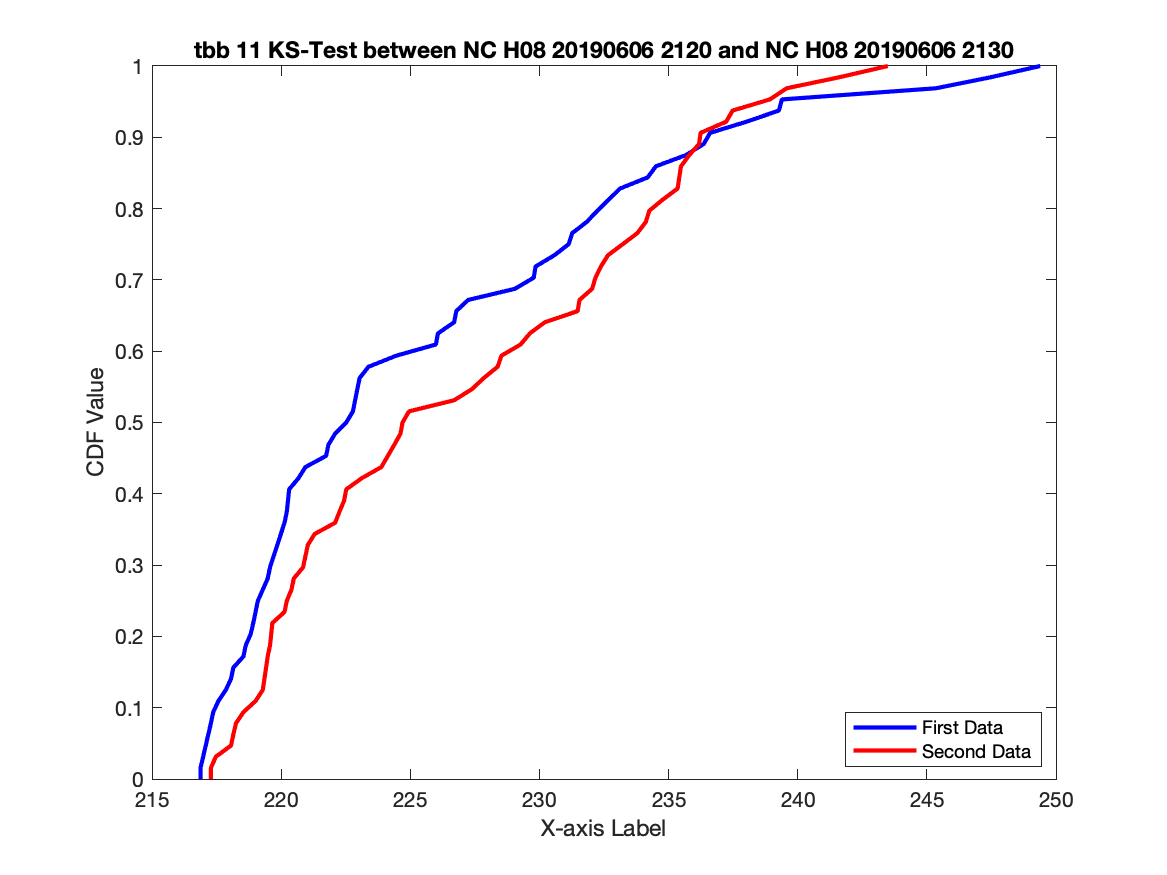 tbb 11 KS-Test between NC H08 20190606 2120 and NC H08 20190606 2130
1
0.9
0.8
0.7
0.6
0.5
0.4
0.3
0.2
0.1
0
CDF Value
215 220 225 230 235 240 245 250
X-axis Label
First Data
Second Data